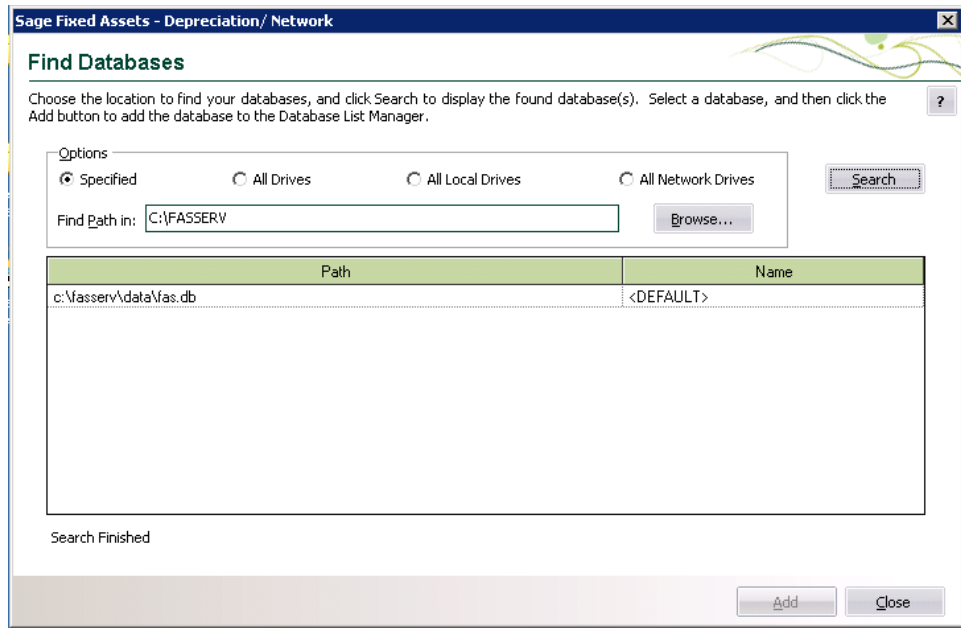 Sage Fixed Assets - Depreciation/ Network
Find Databases
Choose the location to find your databases, and click Search to display the found database(s). Select a database, and then click the
Add button to add the database to the Database List Manager.
?
Options
Specified All Drives All Local Drives All Network Drives Search
Find Path in: C:\FASSERV Browse...
Path Name
c:\fasserv\data\fas.db <DEFAULT>
Search Finished
Add Close